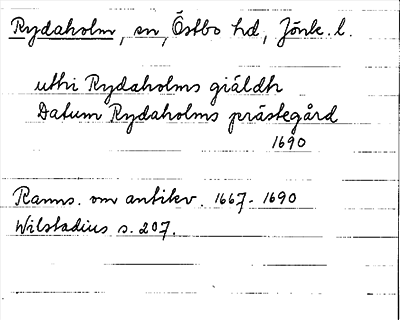 Rydaholm, sn, Östbo hd, Jönk. l.
uthi Rydaholms giäldh
Datum Rydaholms prästegård
1690
Ranns. om antikv. 1667-1690
Wilstadius s. 207.